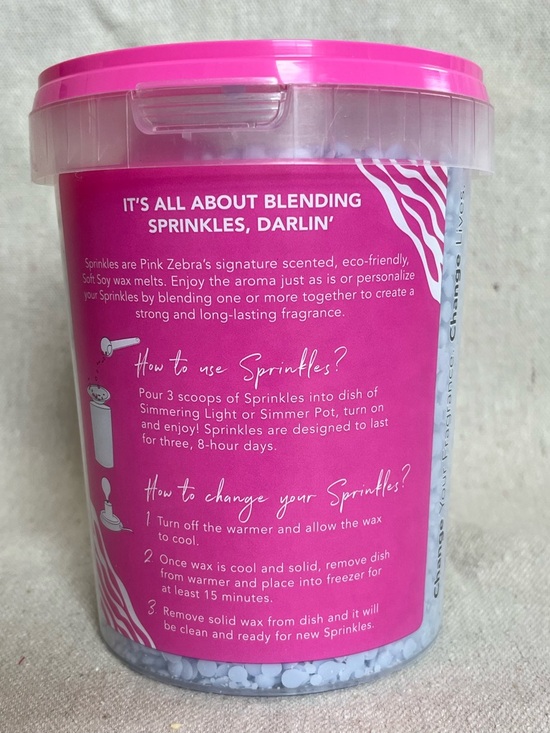 IT'S ALL ABOUT BLENDING
SPRINKLES, DARLIN'
Sprinkles are Pink Zebra's signature scented, eco-friendly,
Soft Soy wax melts. Enjoy the aroma just as is or personalize
your Sprinkles by blending one or more together to create a
strong and long-lasting fragrance.
How to use Sprinkles?
Pour 3 scoops of Sprinkles into dish of
Simmering Light or Simmer Pot, turn on
and enjoy! Sprinkles are designed to last
for three, 8-hour days.
How to change your Sprinkles?
1 Turn off the warmer and allow the wax
to cool.
2 Once wax is cool and solid, remove dish
from warmer and place into freezer for
at least 15 minutes.
3 Remove solid wax from dish and it will
be clean and ready for new Sprinkles.
Change Your Fragrance. Change Lives.